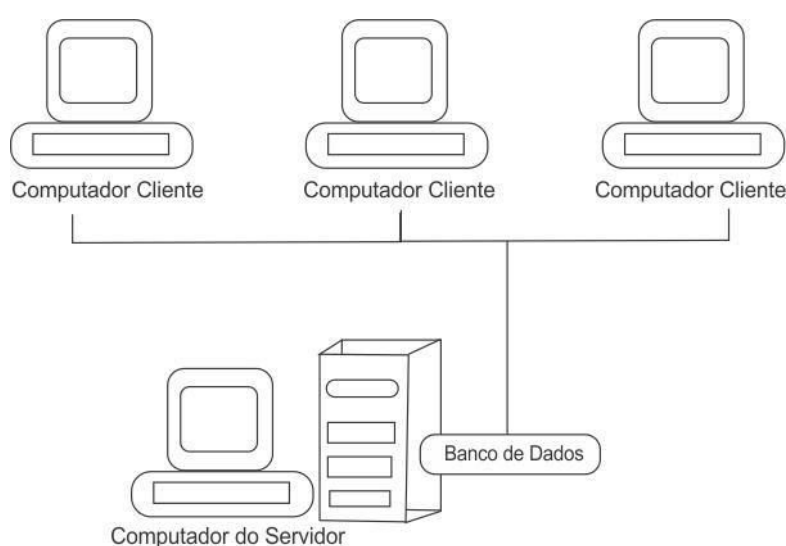 Computador Cliente
Computador Cliente
Computador Cliente
Banco de Dados
Computador do Servidor